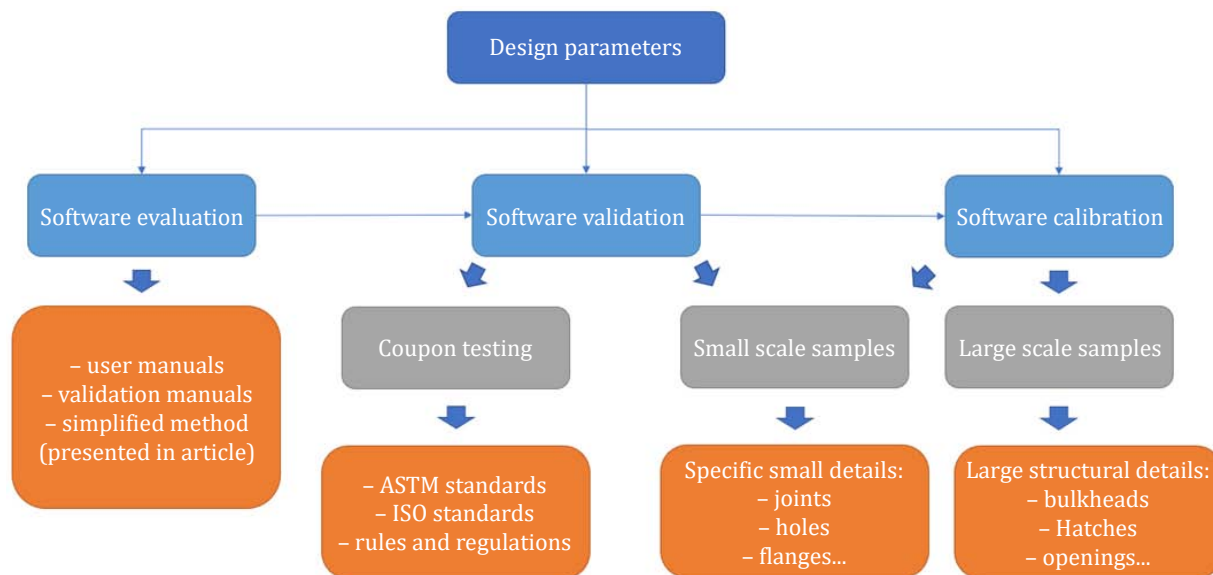 Design parameters
Software evaluation
Software validation
Software calibration
– user manuals
– validation manuals
– simplified method
(presented in article)
Coupon testing
Small scale samples
Large scale samples
– ASTM standards
– ISO standards
– rules and regulations
Specific small details:
– joints
– holes
– flanges...
Large structural details:
– bulkheads
– Hatches
– openings...